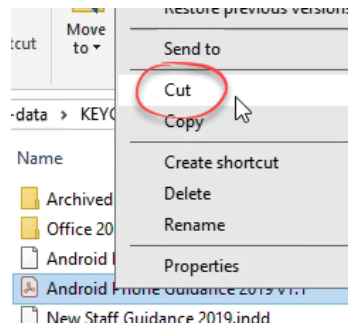 Restore previous versions
Move
to
tcut
Send to
Cut
-data > KEYC
Copy
Name
Create shortcut
Archived
Delete
Office 20
Rename
Android
Properties
Android Phone Guidance 2019 v1.1
New Staff Guidance 2019.indd